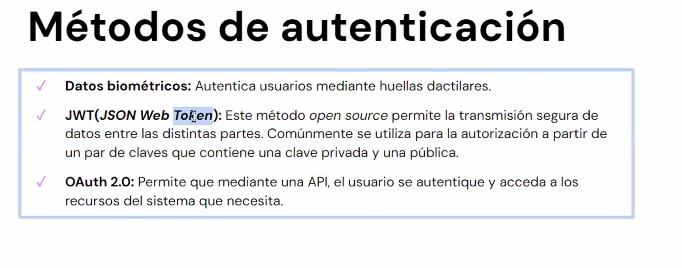 Métodos de autenticación
✓ Datos biométricos: Autentica usuarios mediante huellas dactilares.
✓ JWT(JSON Web Token): Este método open source permite la transmisión segura de
datos entre las distintas partes. Comúnmente se utiliza para la autorización a partir de
un par de claves que contiene una clave privada y una pública.
✓ OAuth 2.0: Permite que mediante una API, el usuario se autentique y acceda a los
recursos del sistema que necesita.